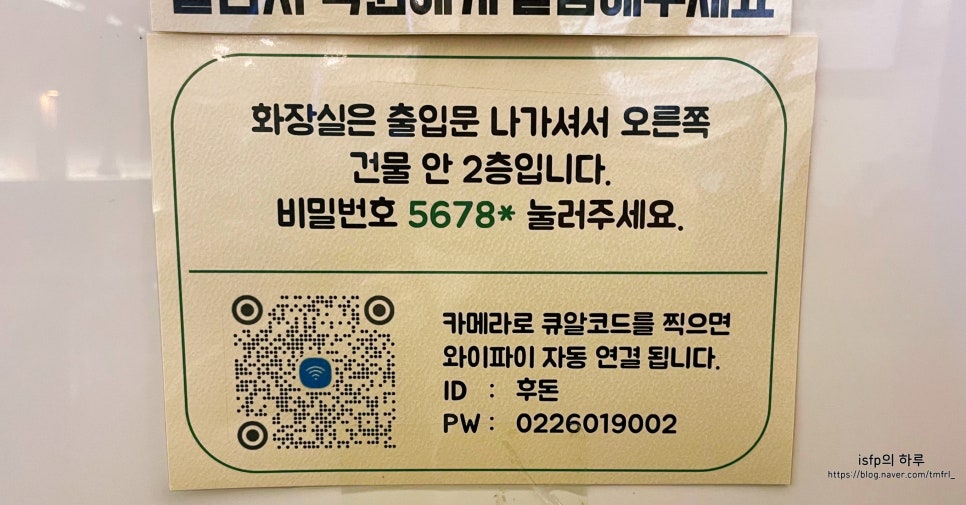 화장실은 출입문 나가셔서 오른쪽
건물 안 2층입니다.
비밀번호 5678* 눌러주세요.
카메라로 큐알코드를 찍으면
와이파이 자동 연결 됩니다.
ID : 후돈
PW : 0226019002
isfp의 하루
https://blog.naver.com/tmfrl_